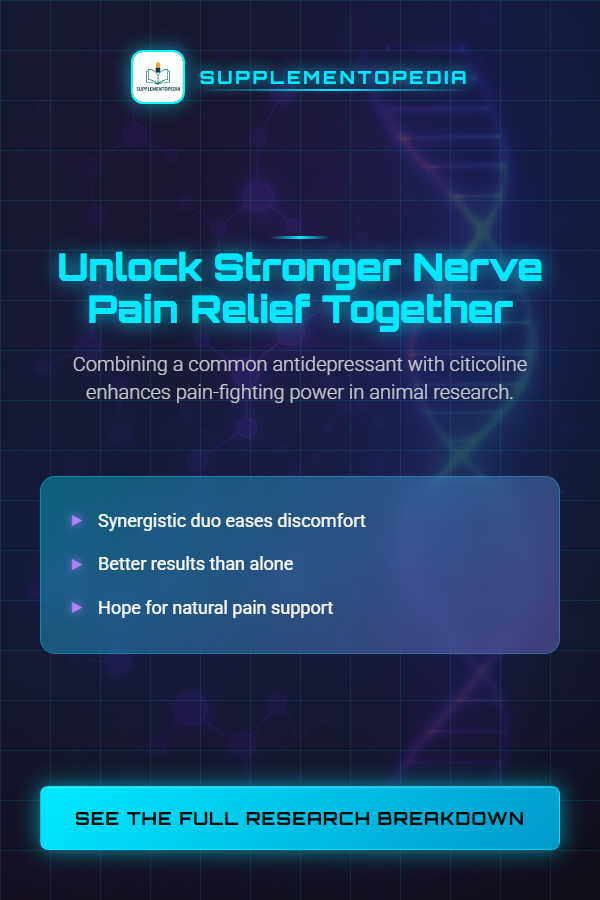 SUPPLEMENTOPEDIA
SUPPLEMENTOPEDIA
Unlock Stronger Nerve
Pain Relief Together
Combining a common antidepressant with citicoline
enhances pain-fighting power in animal research.
Synergistic duo eases discomfort
Better results than alone
Hope for natural pain support
SEE THE FULL RESEARCH BREAKDOWN